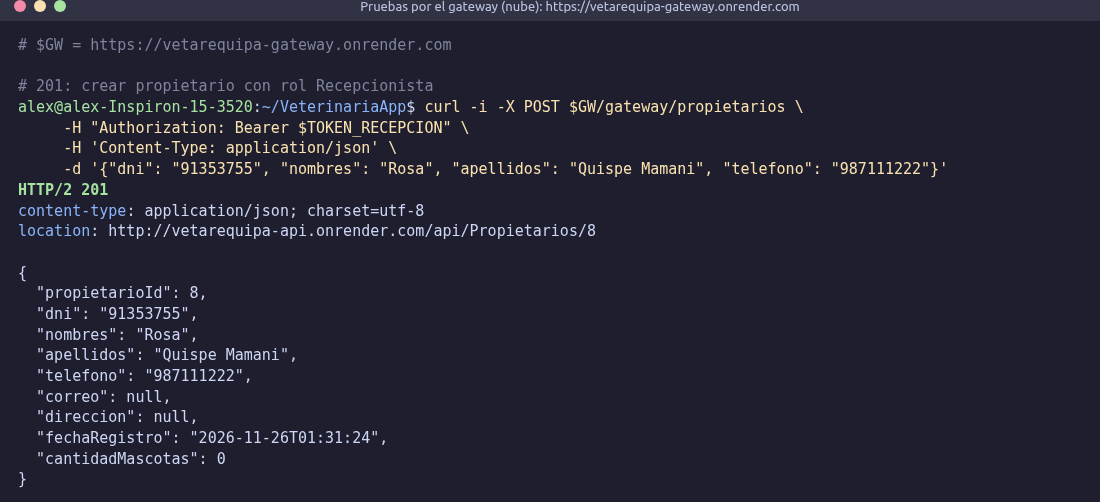 Pruebas por el gateway (nube): https://vetarequipa-gateway.onrender.com
# $GW = https://vetarequipa-gateway.onrender.com
# 201: crear propietario con rol Recepcionista
alex@alex-Inspiron-15-3520:~/VeterinariaApp$ curl -i -X POST $GW/gateway/propietarios \
     -H "Authorization: Bearer $TOKEN_RECEPCION" \
     -H 'Content-Type: application/json' \
     -d '{"dni": "91353755", "nombres": "Rosa", "apellidos": "Quispe Mamani", "telefono": "987111222"}'
HTTP/2 201
content-type: application/json; charset=utf-8
location: http://vetarequipa-api.onrender.com/api/Propietarios/8
{
  "propietarioId": 8,
  "dni": "91353755",
  "nombres": "Rosa",
  "apellidos": "Quispe Mamani",
  "telefono": "987111222",
  "correo": null,
  "direccion": null,
  "fechaRegistro": "2026-11-26T01:31:24",
  "cantidadMascotas": 0
}